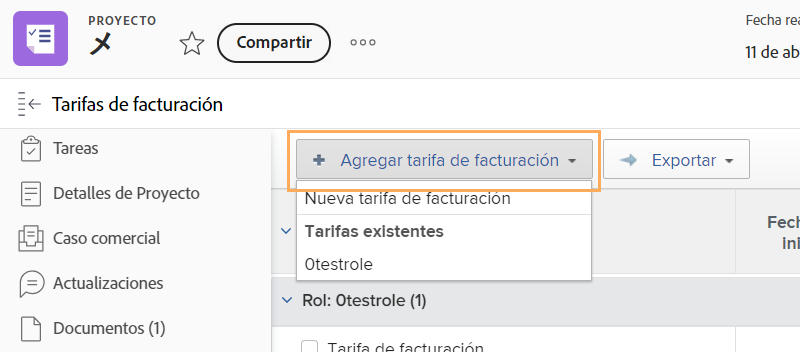 PROYECTO
メ
Compartir
Fecha rea
11 de ab
Tarifas de facturación
Tareas
Detalles de Proyecto
Caso comercial
Actualizaciones
Documentos (1)
Agregar tarifa de facturación
Exportar
Nueva tarifa de facturación
Tarifas existentes
0testrole
Fech
ini
Rol: 0testrole (1)
Tarifa de facturación